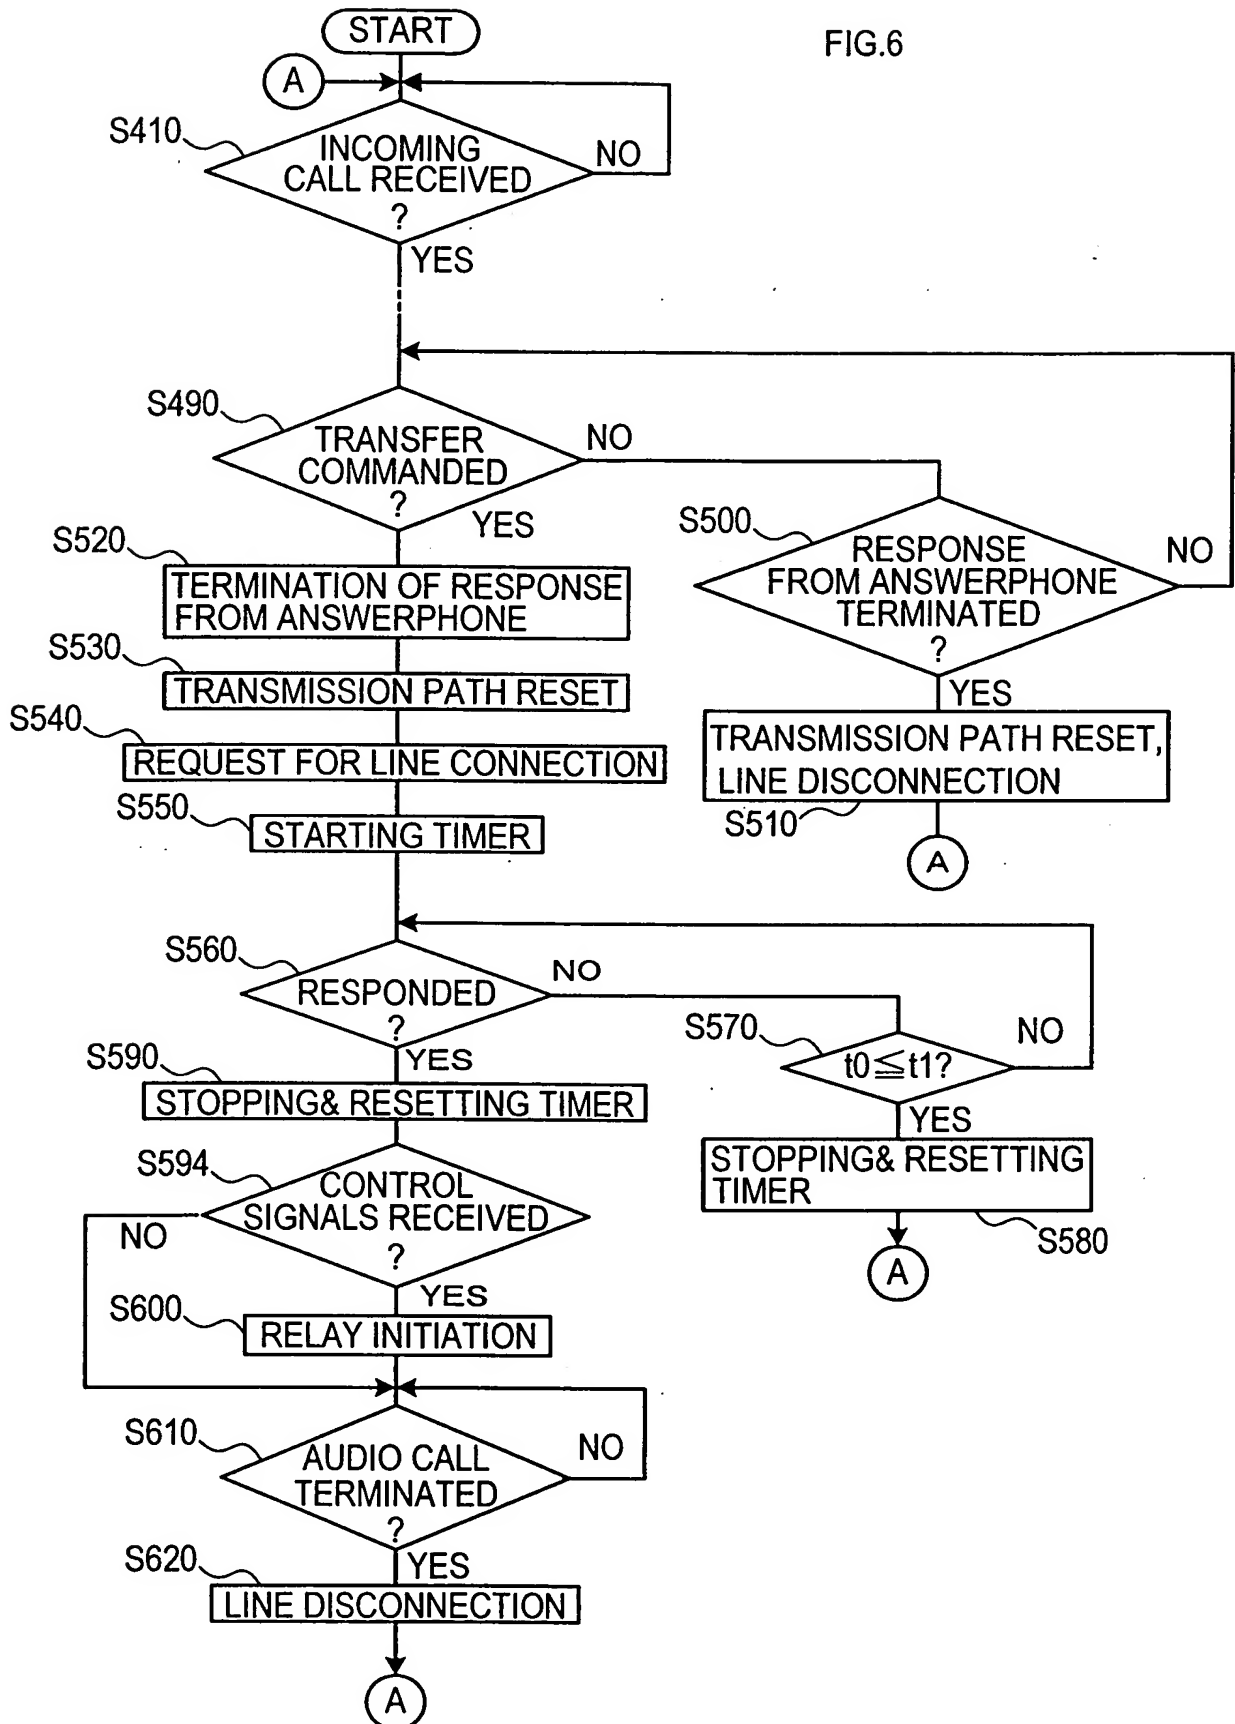 START
FIG.6
A
S410
INCOMING
CALL RECEIVED
?
NO
YES
S490
TRANSFER
COMMANDED
?
NO
YES
S500
RESPONSE
FROM ANSWERPHONE
TERMINATED
?
NO
YES
S520
TERMINATION OF RESPONSE
FROM ANSWERPHONE
S530
TRANSMISSION PATH RESET
S540
REQUEST FOR LINE CONNECTION
TRANSMISSION PATH RESET,
LINE DISCONNECTION
S510
A
S550
STARTING TIMER
S560
RESPONDED
?
NO
YES
S570
t0≦t1?
NO
YES
S590
STOPPING& RESETTING TIMER
STOPPING& RESETTING
TIMER
S580
A
S594
CONTROL
SIGNALS RECEIVED
?
NO
YES
S600
RELAY INITIATION
S610
AUDIO CALL
TERMINATED
?
NO
YES
S620
LINE DISCONNECTION
A